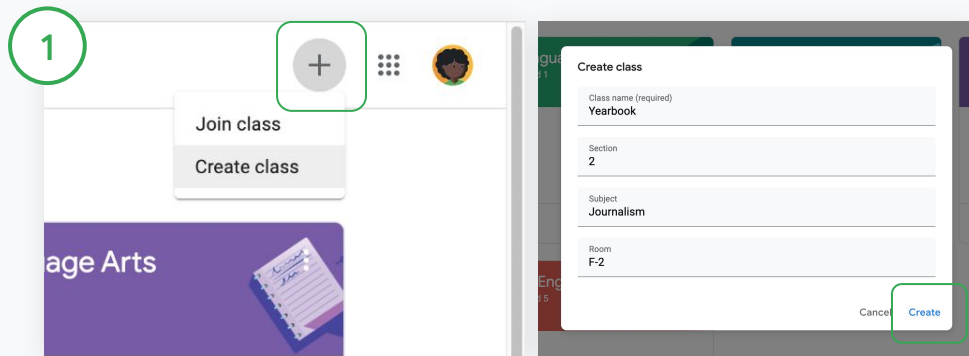 1
Join class
Create class
age Arts
Create class
Class name (required)
Yearbook
Section
2
Subject
Journalism
Room
F-2
Cancel
Create